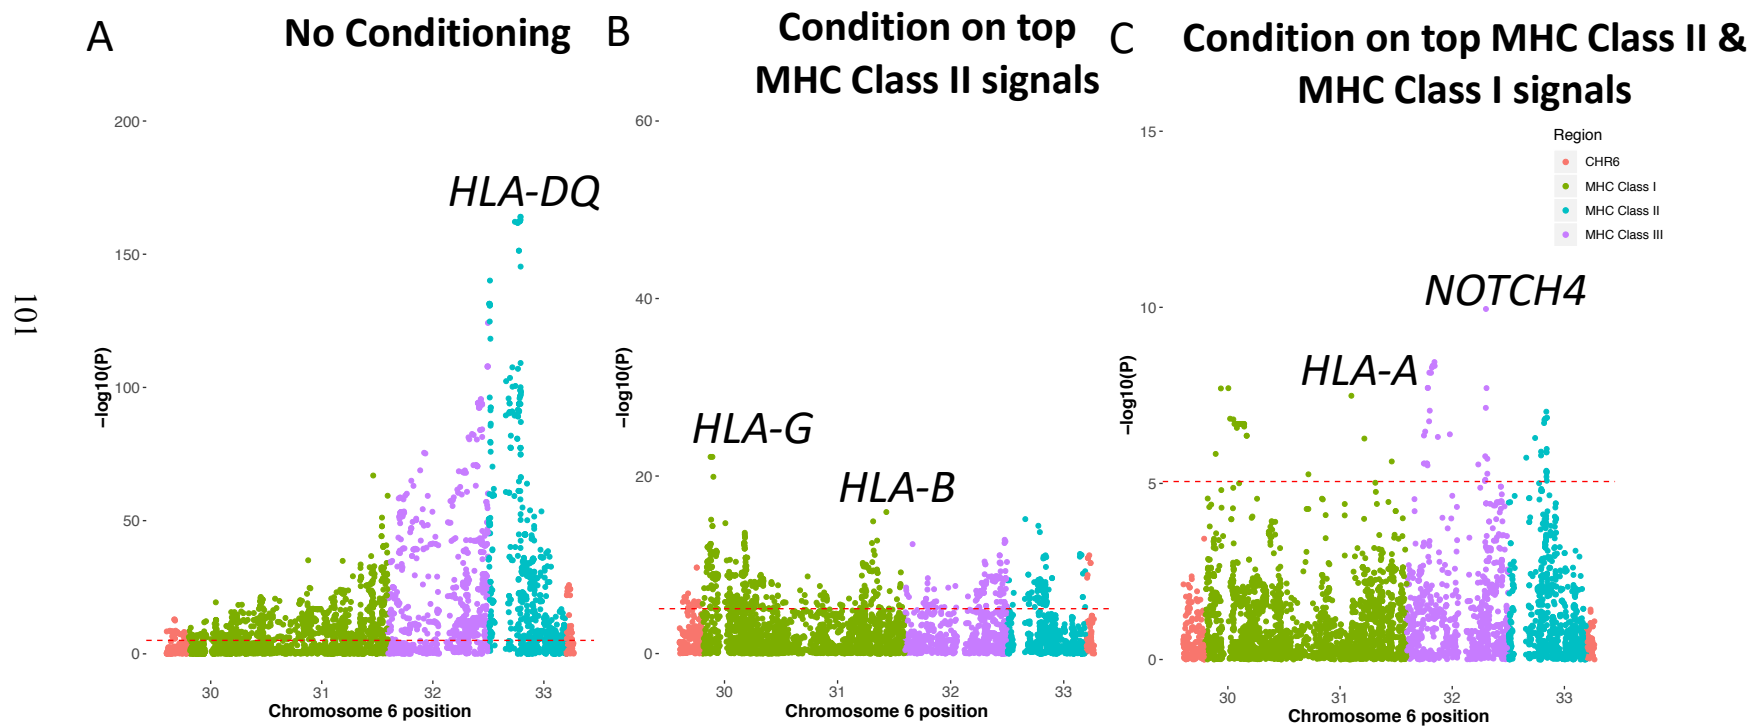 A
No Conditioning
200
150
100
50
0
HLA-DQ
−log10(P)
30
31
32
33
Chromosome 6 position
B
Condition on top
MHC Class II signals
60
40
20
0
HLA-G
HLA-B
−log10(P)
30
31
32
33
Chromosome 6 position
C
Condition on top MHC Class II &
MHC Class I signals
15
10
5
0
Region
CHR6
MHC Class I
MHC Class II
MHC Class III
NOTCH4
HLA-A
−log10(P)
30
31
32
33
Chromosome 6 position
101